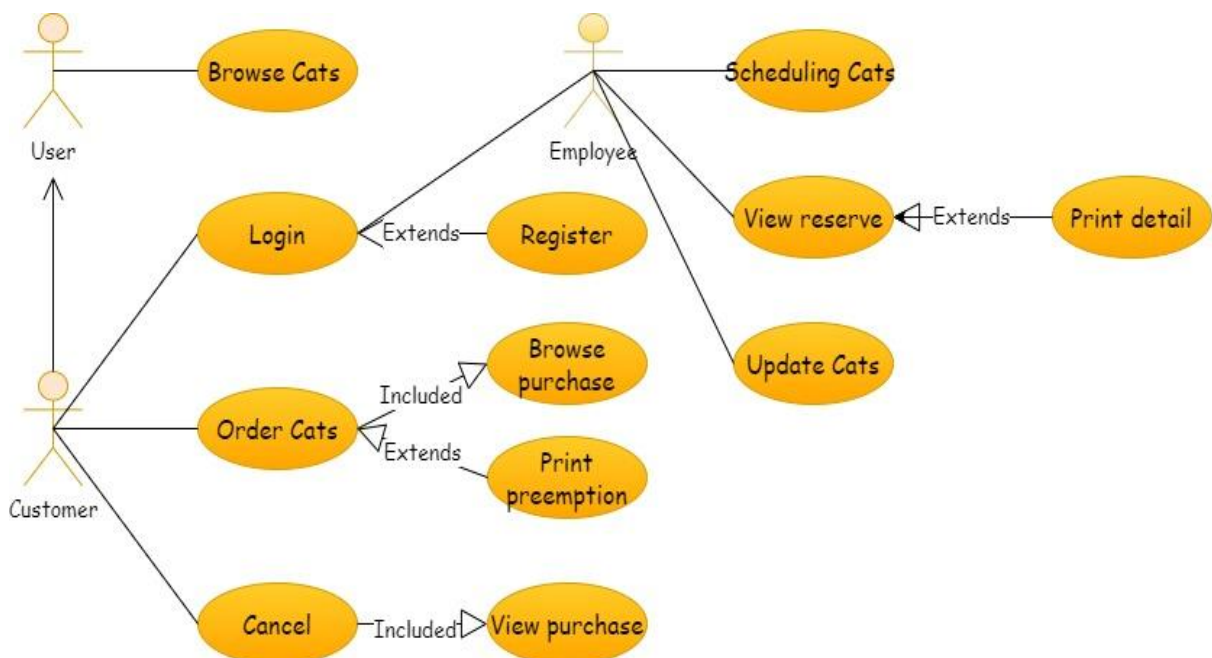 Browse Cats
Scheduling Cats
User
Employee
Login
Extends
Register
View reserve
Extends
Print detail
Browse
purchase
Included
Update Cats
Order Cats
Extends
Print
preemption
Customer
Cancel
Included
View purchase